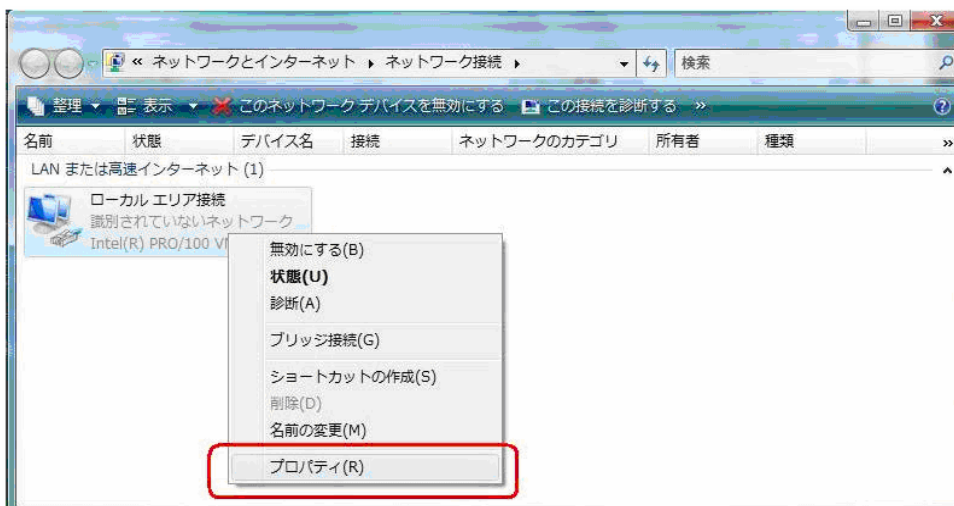 « ネットワークとインターネット ▸ ネットワーク接続 ▸ 検索
整理 表示 このネットワーク デバイスを無効にする この接続を診断する »
名前 状態 デバイス名 接続 ネットワークのカテゴリ 所有者 種類 »
LAN または高速インターネット (1)
ローカル エリア接続
識別されていないネットワーク
Intel(R) PRO/100
無効にする(B)
状態(U)
診断(A)
ブリッジ接続(G)
ショートカットの作成(S)
削除(D)
名前の変更(M)
プロパティ(R)